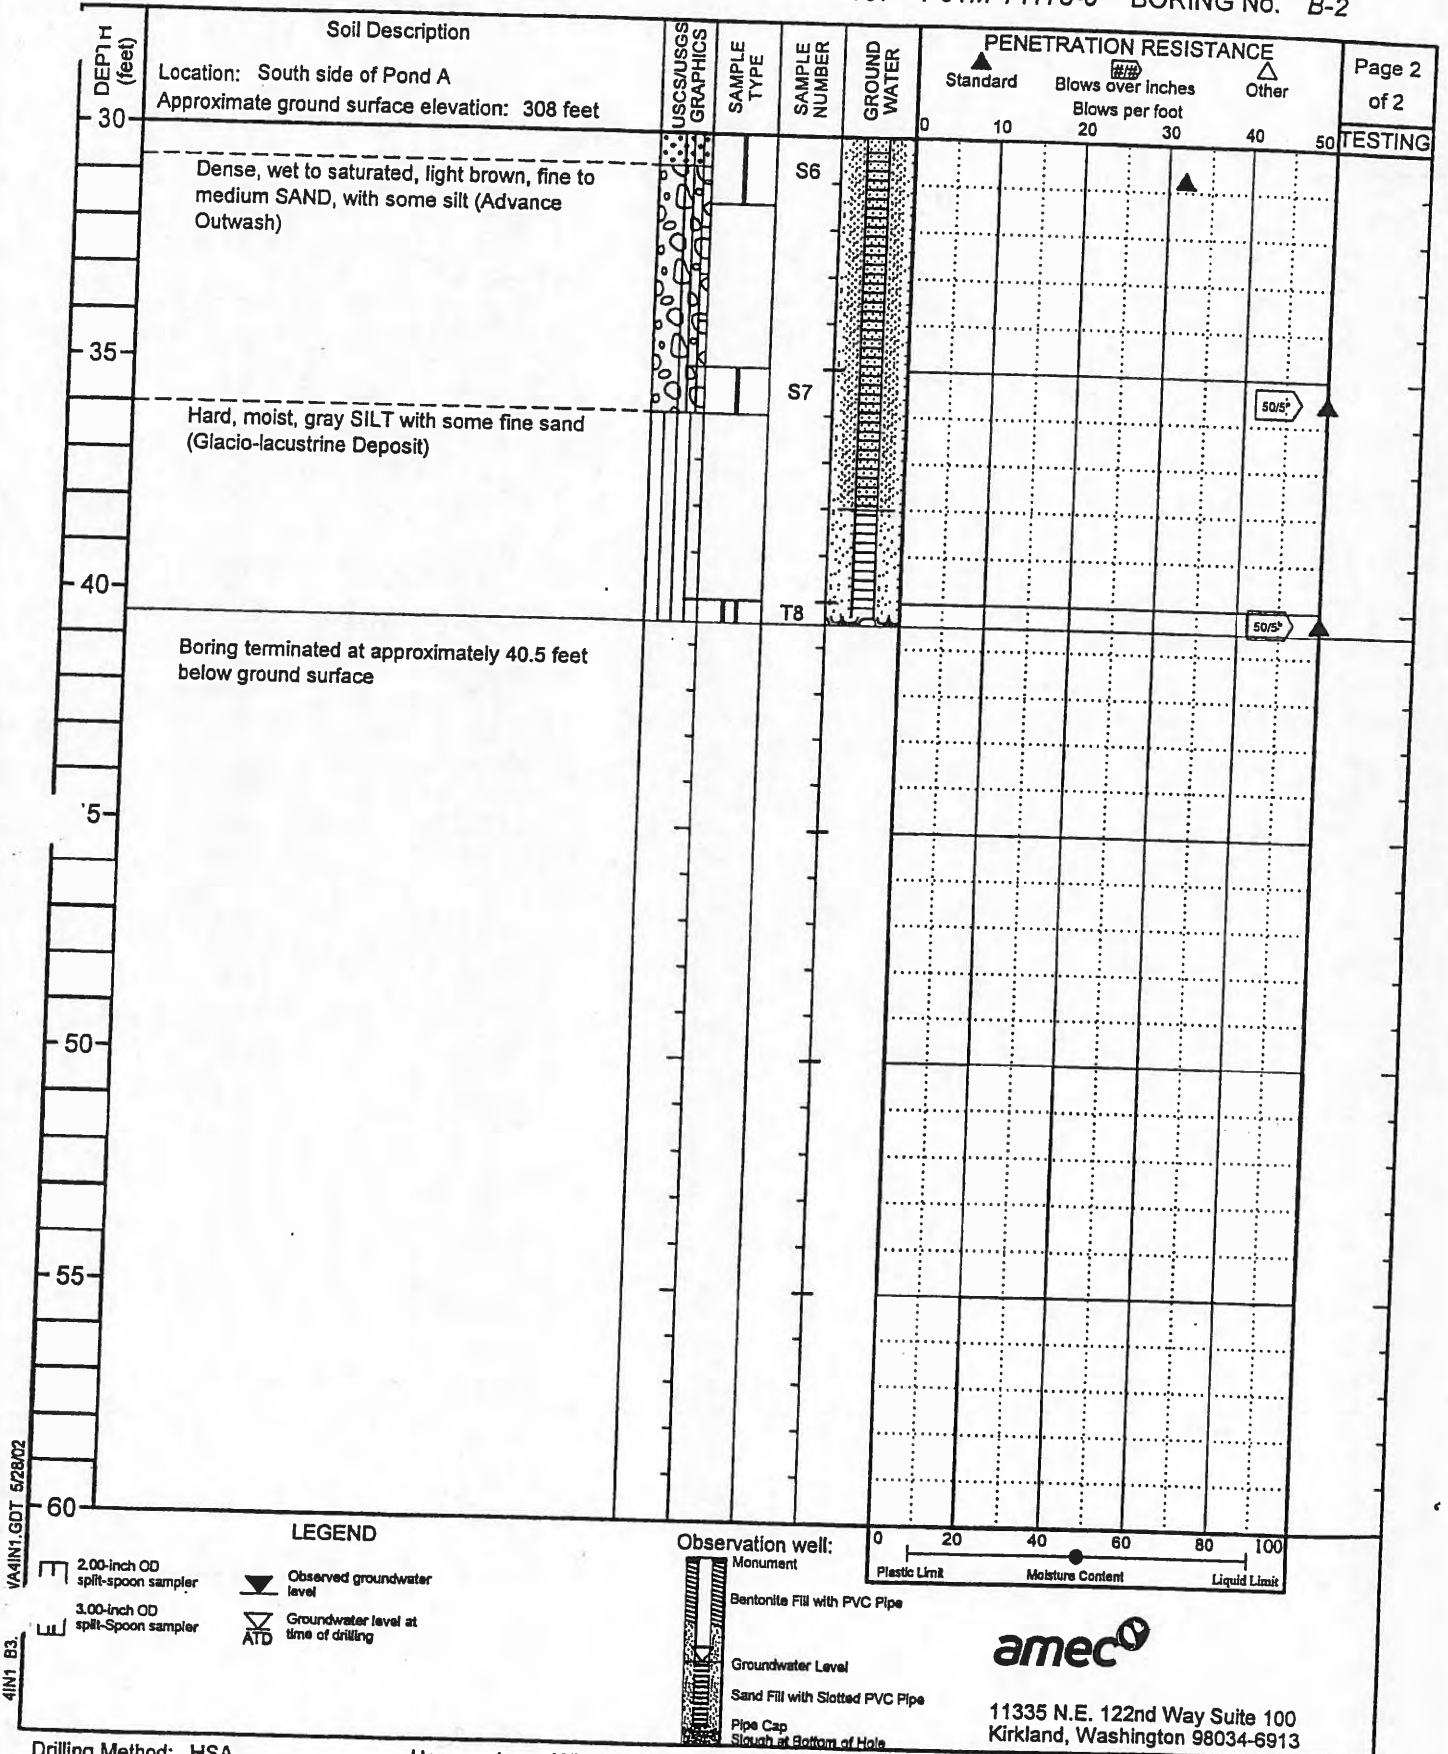 BORING No. B-2
DEPTH (feet)
Soil Description
Location: South side of Pond A
Approximate ground surface elevation: 308 feet
USCS/USGS GRAPHICS
SAMPLE TYPE
SAMPLE NUMBER
GROUND WATER
PENETRATION RESISTANCE
Standard
##
Blows over inches
Other
Blows per foot
0 10 20 30 40 50
Page 2
of 2
TESTING
30
Dense, wet to saturated, light brown, fine to
medium SAND, with some silt (Advance
Outwash)
S6
35
S7
50/5"
Hard, moist, gray SILT with some fine sand
(Glacio-lacustrine Deposit)
40
T8
50/5"
Boring terminated at approximately 40.5 feet
below ground surface
5
50
55
60
LEGEND
2.00-inch OD
split-spoon sampler
3.00-inch OD
split-Spoon sampler
Observed groundwater
level
ATD
Groundwater level at
time of drilling
Observation well:
Monument
Bentonite Fill with PVC Pipe
Groundwater Level
Sand Fill with Slotted PVC Pipe
Pipe Cap
Slough at Bottom of Hole
0 20 40 60 80 100
Plastic Limit
Moisture Content
Liquid Limit
amec
11335 N.E. 122nd Way Suite 100
Kirkland, Washington 98034-6913
4IN1 B3.
VA4IN1.GDT 5/28/02
Drilling Method: HSA